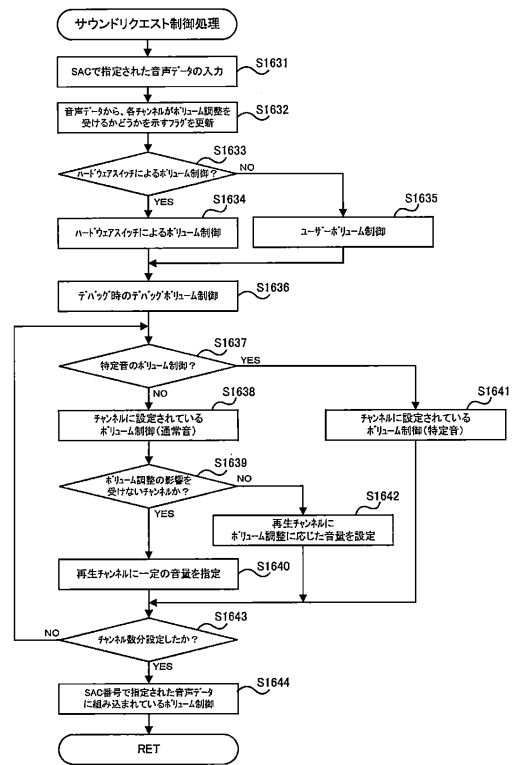 サウンドリクエスト制御処理
S1631
SACで指定された音声データの入力
S1632
音声データから、各チャンネルがボリューム調整を
受けるかどうかを示すフラグを更新
S1633
ハードウェアスイッチによるボリューム制御？
NO
YES
S1634
ハードウェアスイッチによるボリューム制御
S1635
ユーザーボリューム制御
S1636
デバッグ時のデバッグボリューム制御
S1637
特定音のボリューム制御？
YES
NO
S1638
チャンネルに設定されている
ボリューム制御(通常音)
S1641
チャンネルに設定されている
ボリューム制御(特定音)
S1639
ボリューム調整の影響を
受けないチャンネルか？
NO
YES
S1642
再生チャンネルに
ボリューム調整に応じた音量を設定
S1640
再生チャンネルに一定の音量を指定
S1643
チャンネル数分設定したか？
NO
YES
S1644
SAC番号で指定された音声データ
に組み込まれているボリューム制御
RET